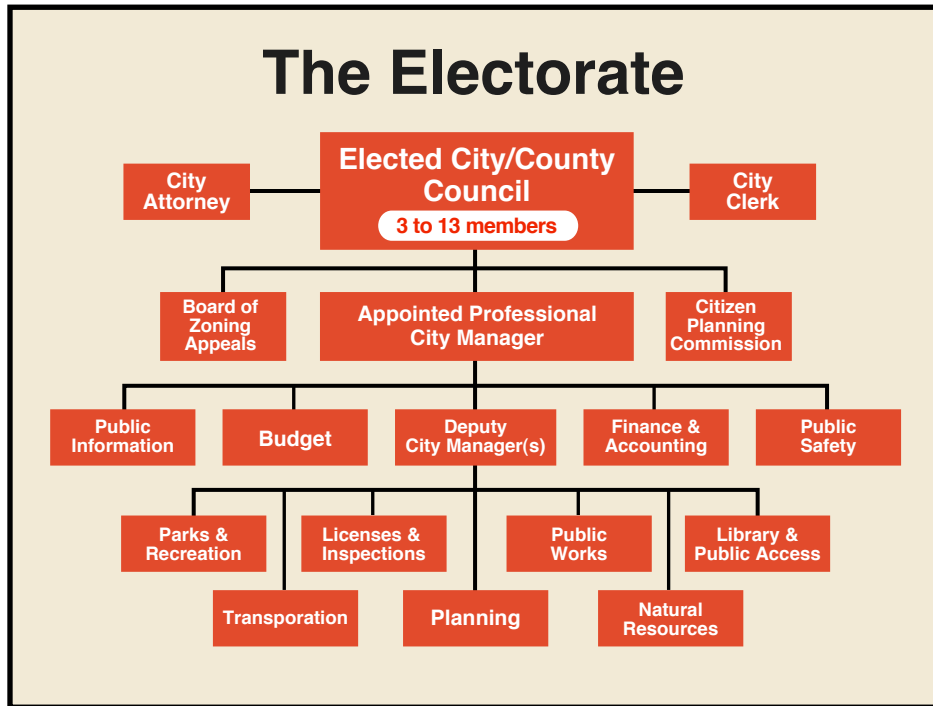 The Electorate
Elected City/County
Council
3 to 13 members
City
Attorney
City
Clerk
Board of
Zoning
Appeals
Appointed Professional
City Manager
Citizen
Planning
Commission
Public
Information
Budget
Deputy
City Manager(s)
Finance &
Accounting
Public
Safety
Parks &
Recreation
Licenses &
Inspections
Public
Works
Library &
Public Access
Transporation
Planning
Natural
Resources